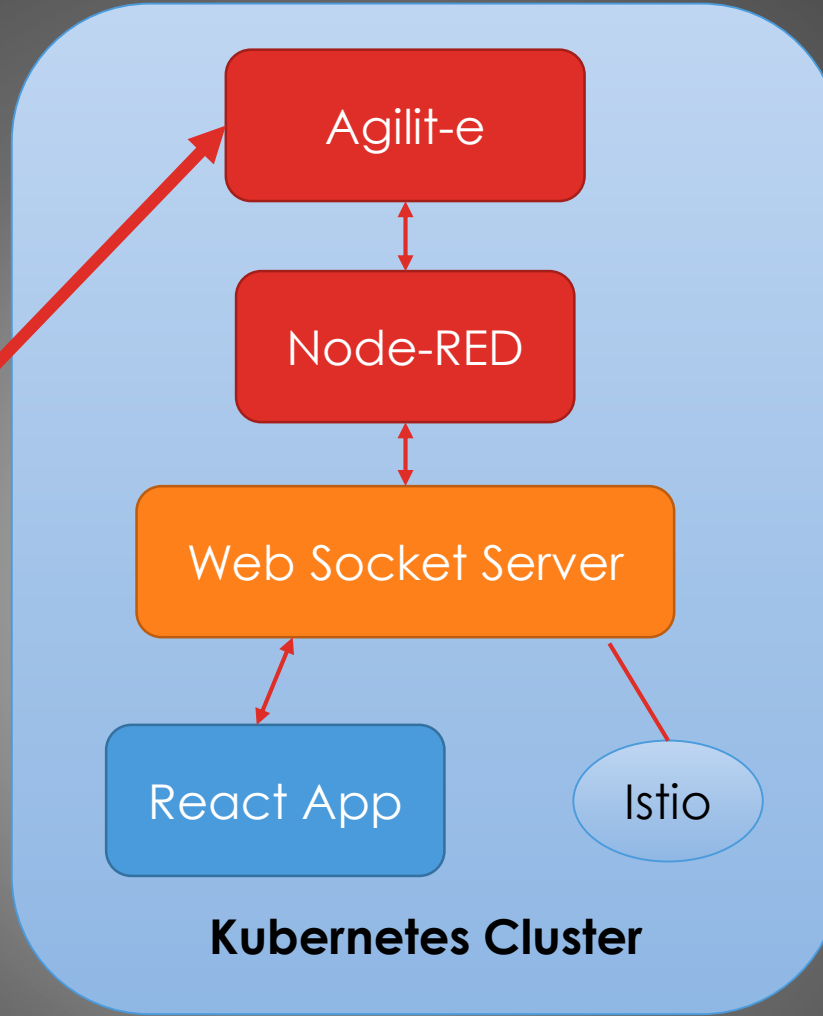 Agilit-e
Node-RED
Web Socket Server
React App
Istio
Kubernetes Cluster